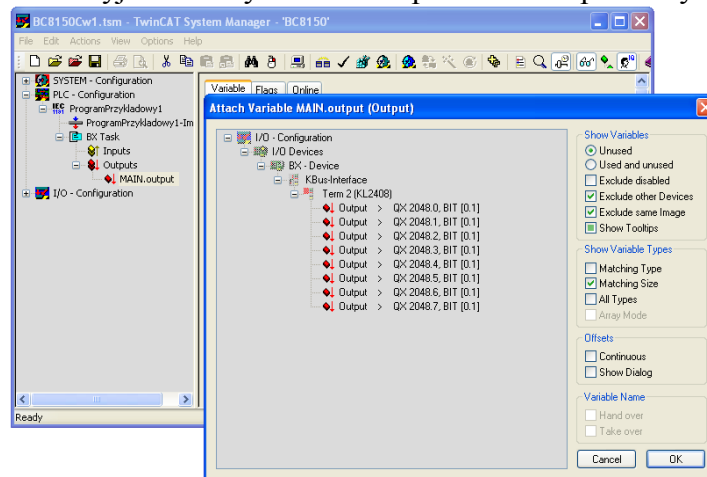 BC8150Cw1.tsm - TwinCAT System Manager - 'BC8150'
File Edit Actions View Options Help
SYSTEM - Configuration
PLC - Configuration
ProgramPrzykladowy1
ProgramPrzykladowy1-Im
BX Task
Inputs
Outputs
MAIN.output
I/O - Configuration
Variable Flags Online
Attach Variable MAIN.output (Output)
I/O - Configuration
I/O Devices
BX - Device
KBus-Interface
Term 2 (KL2408)
Output > QX 2048.0, BIT [0.1]
Output > QX 2048.1, BIT [0.1]
Output > QX 2048.2, BIT [0.1]
Output > QX 2048.3, BIT [0.1]
Output > QX 2048.4, BIT [0.1]
Output > QX 2048.5, BIT [0.1]
Output > QX 2048.6, BIT [0.1]
Output > QX 2048.7, BIT [0.1]
Show Variables
Unused
Used and unused
Exclude disabled
Exclude other Devices
Exclude same Image
Show Tooltips
Show Variable Types
Matching Type
Matching Size
All Types
Array Mode
Offsets
Continuous
Show Dialog
Variable Name
Hand over
Take over
Cancel OK
Ready